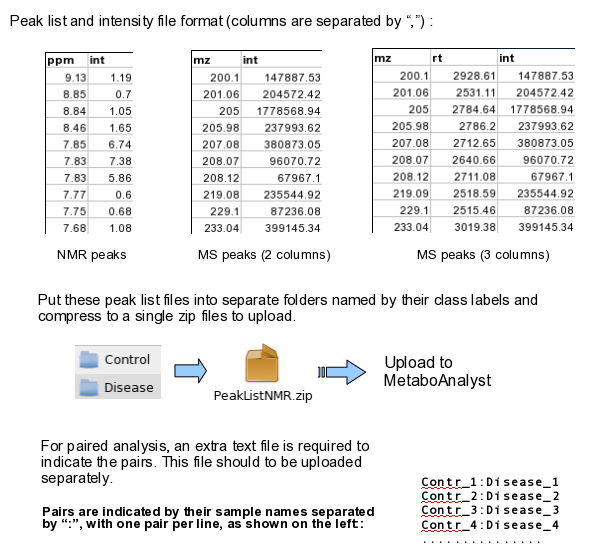 Peak list and intensity file format (columns are separated by “,”) :
ppm int
9.13 1.19
8.85 0.7
8.84 1.05
8.46 1.65
7.85 6.74
7.83 7.38
7.83 5.86
7.77 0.6
7.75 0.68
7.68 1.08
NMR peaks
mz int
200.1 147887.53
201.06 204572.42
205 1778568.94
205.98 237993.62
207.08 380873.05
208.07 96070.72
208.12 67967.1
219.08 235544.92
229.1 87236.08
233.04 399145.34
MS peaks (2 columns)
mz rt int
200.1 2928.61 147887.53
201.06 2531.11 204572.42
205 2784.64 1778568.94
205.98 2786.2 237993.62
207.08 2712.65 380873.05
208.07 2640.66 96070.72
208.12 2711.08 67967.1
219.09 2518.59 235544.92
229.1 2515.46 87236.08
233.04 3019.38 399145.34
MS peaks (3 columns)
Put these peak list files into separate folders named by their class labels and
compress to a single zip files to upload.
Control
Disease
PeakListNMR.zip
Upload to
MetaboAnalyst
For paired analysis, an extra text file is required to
indicate the pairs. This file should to be uploaded
separately.
Pairs are indicated by their sample names separated
by “:”, with one pair per line, as shown on the left:
Contr_1:Disease_1
Contr_2:Disease_2
Contr_3:Disease_3
Contr_4:Disease_4
...............